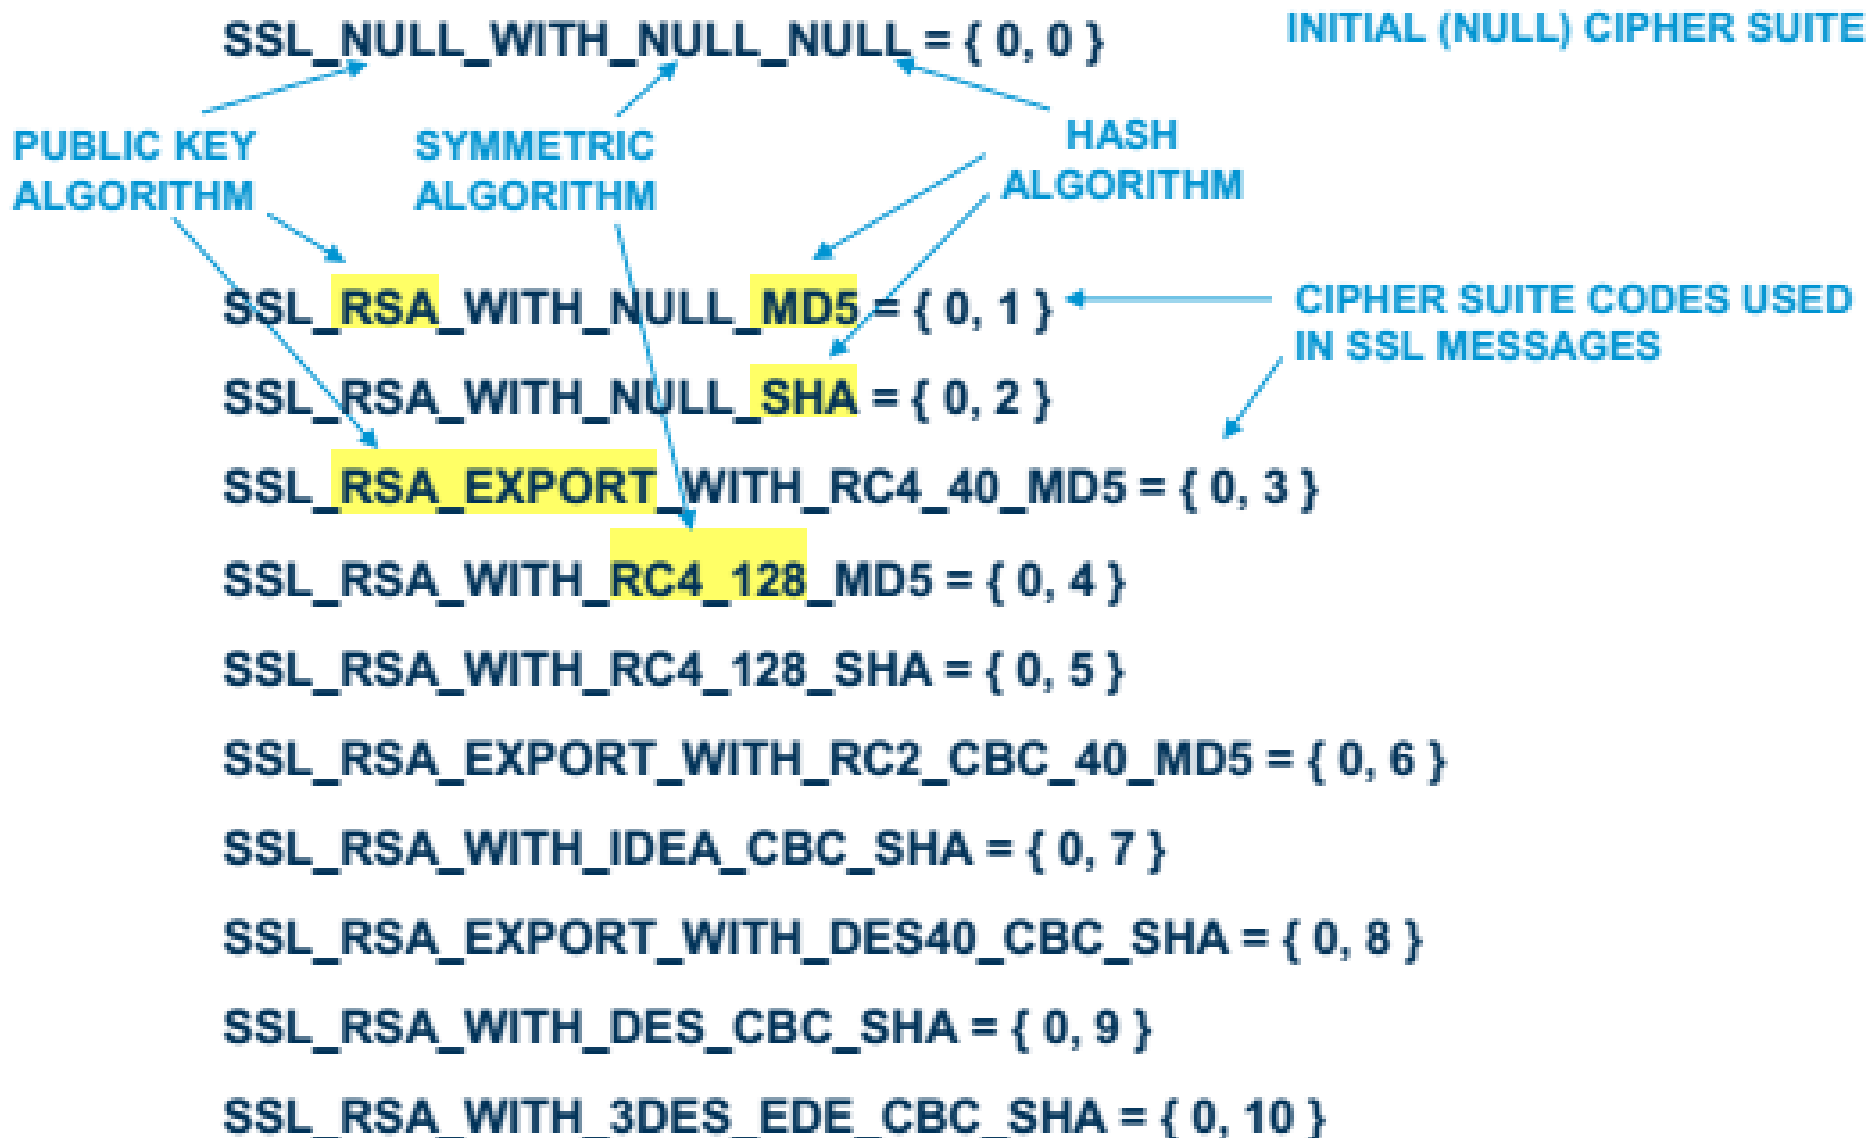 SSL_NULL_WITH_NULL_NULL = { 0, 0 } INITIAL (NULL) CIPHER SUITE
PUBLIC KEY
ALGORITHM
SYMMETRIC
ALGORITHM
HASH
ALGORITHM
SSL_RSA_WITH_NULL_MD5 = { 0, 1 }
CIPHER SUITE CODES USED
IN SSL MESSAGES
SSL_RSA_WITH_NULL_SHA = { 0, 2 }
SSL_RSA_EXPORT_WITH_RC4_40_MD5 = { 0, 3 }
SSL_RSA_WITH_RC4_128_MD5 = { 0, 4 }
SSL_RSA_WITH_RC4_128_SHA = { 0, 5 }
SSL_RSA_EXPORT_WITH_RC2_CBC_40_MD5 = { 0, 6 }
SSL_RSA_WITH_IDEA_CBC_SHA = { 0, 7 }
SSL_RSA_EXPORT_WITH_DES40_CBC_SHA = { 0, 8 }
SSL_RSA_WITH_DES_CBC_SHA = { 0, 9 }
SSL_RSA_WITH_3DES_EDE_CBC_SHA = { 0, 10 }